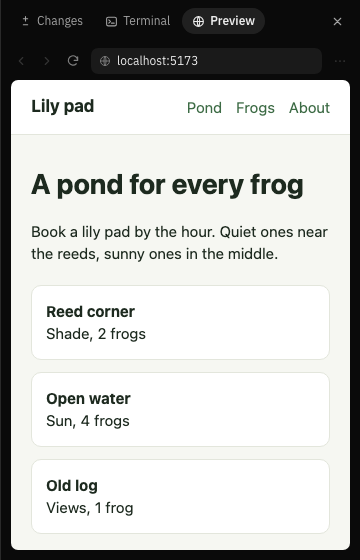 Changes
Terminal
Preview
localhost:5173
Lily pad
Pond
Frogs
About
A pond for every frog
Book a lily pad by the hour. Quiet ones near
the reeds, sunny ones in the middle.
Reed corner
Shade, 2 frogs
Open water
Sun, 4 frogs
Old log
Views, 1 frog